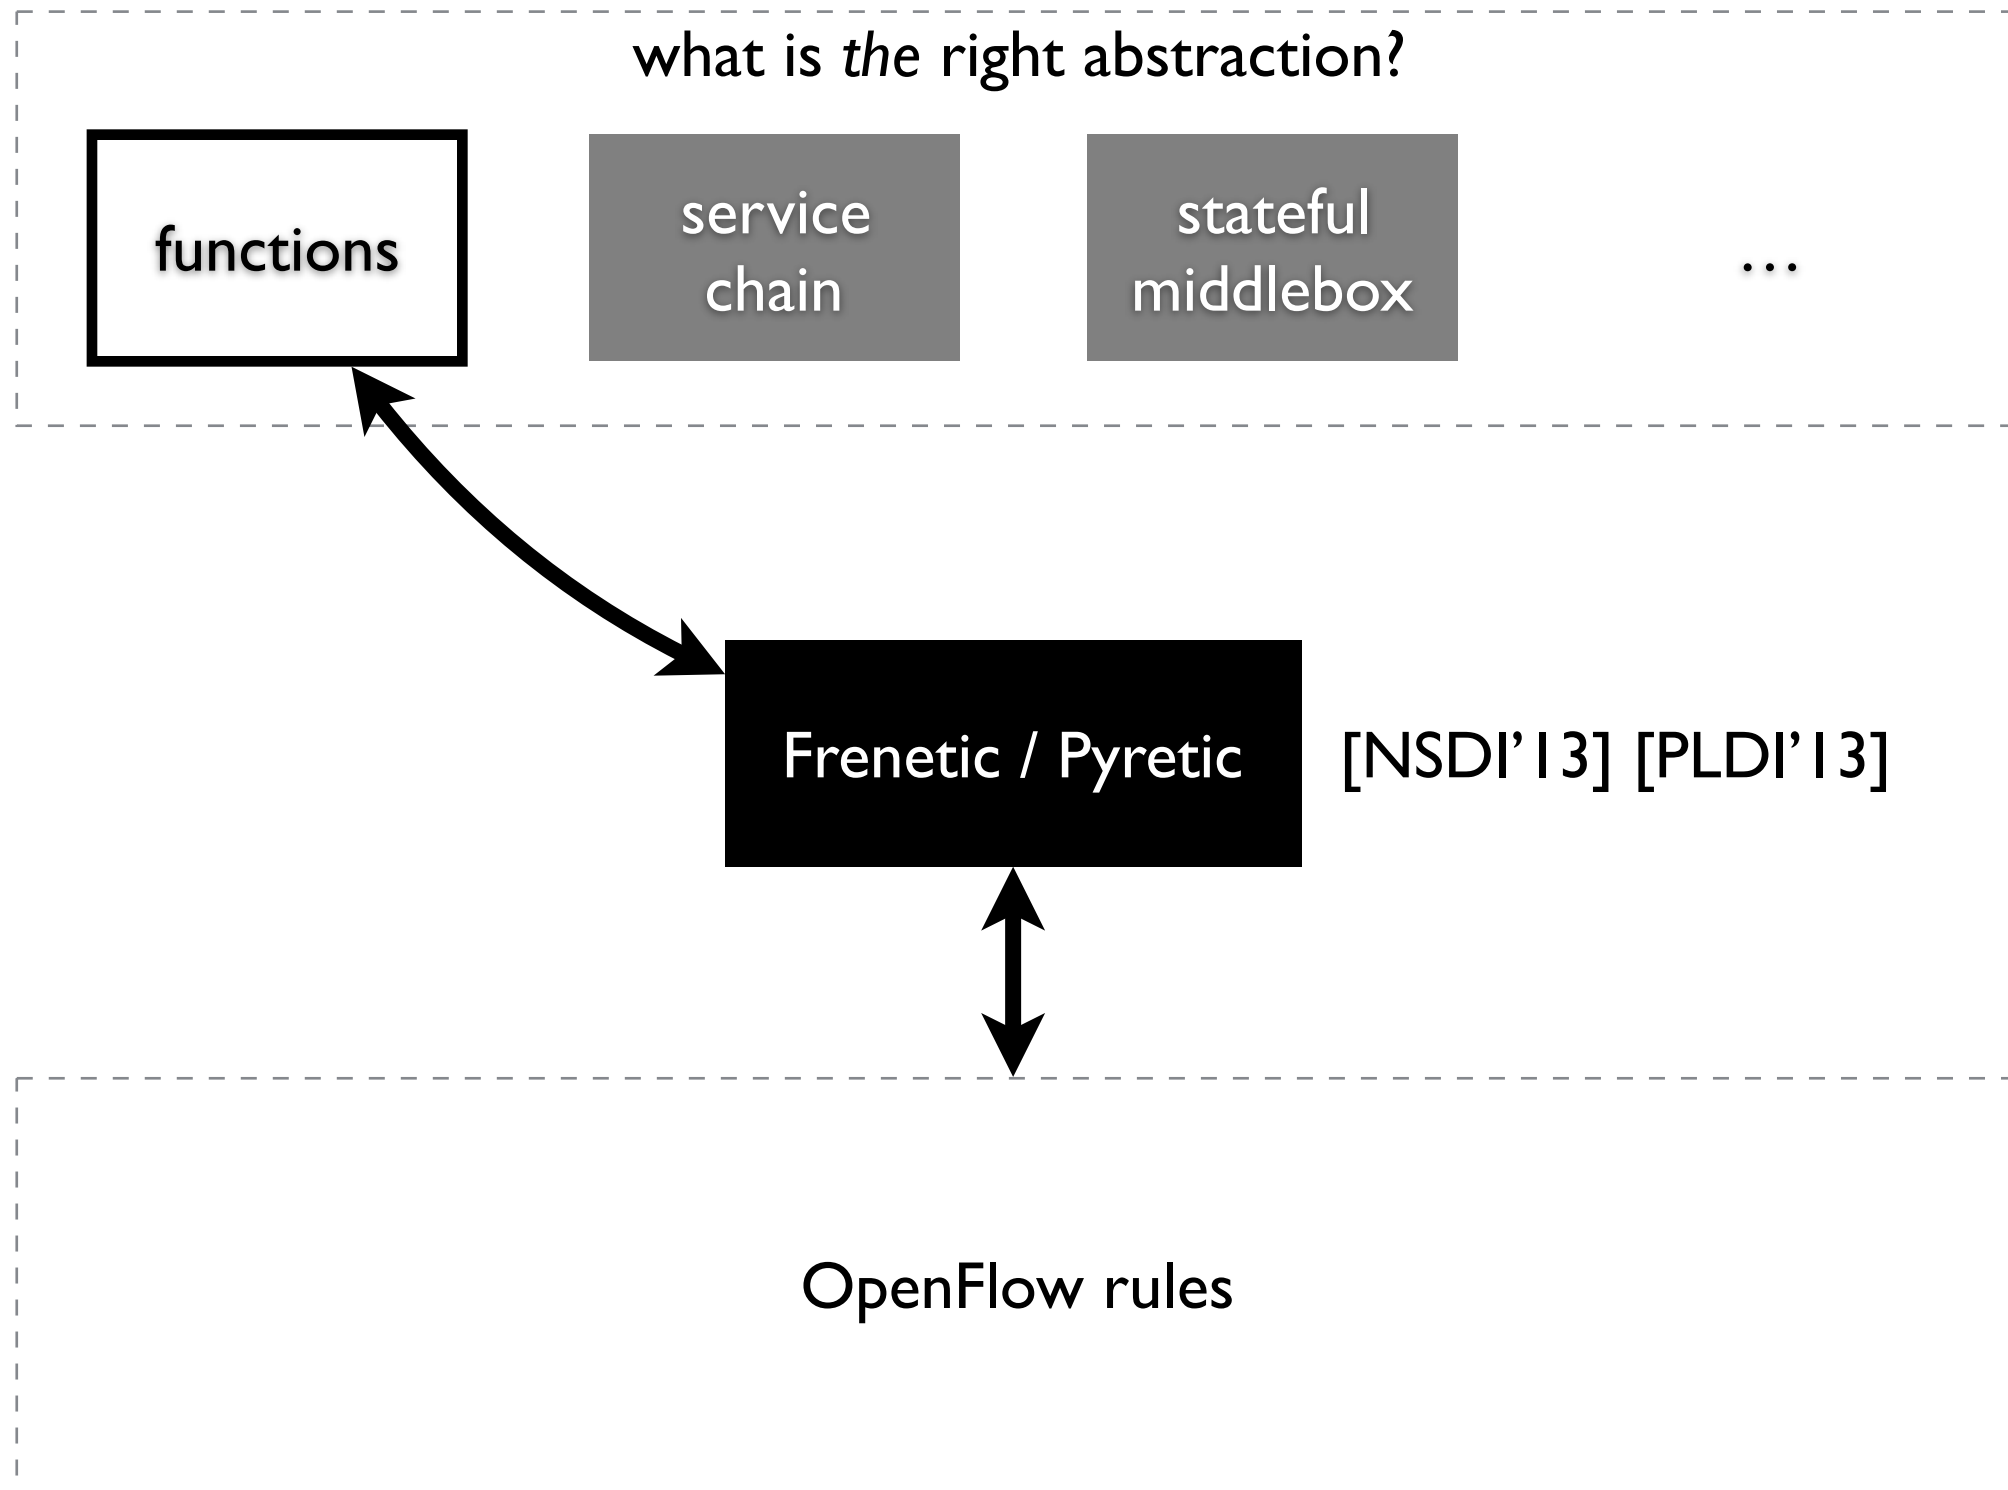 what is the right abstraction?
functions
service
chain
stateful
middlebox
…
Frenetic / Pyretic
[NSDI’13] [PLDI’13]
OpenFlow rules